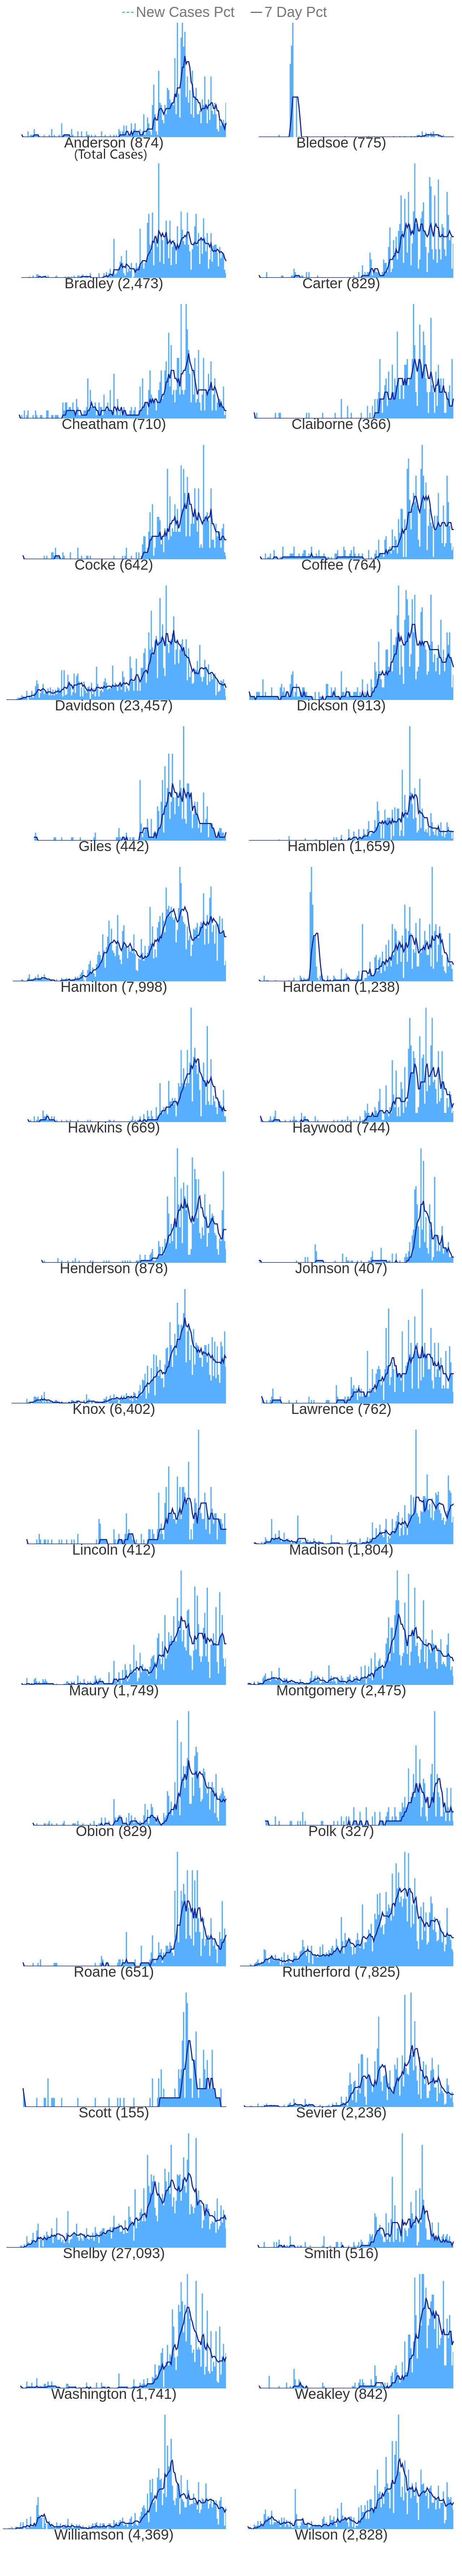 New Cases Pct 7 Day Pct
Anderson (874) Bledsoe (775)
(Total Cases)
Bradley (2,473) Carter (829)
Cheatham (710) Claiborne (366)
Cocke (642) Coffee (764)
Davidson (23,457) Dickson (913)
Giles (442) Hamblen (1,659)
Hamilton (7,998) Hardeman (1,238)
Hawkins (669) Haywood (744)
Henderson (878) Johnson (407)
Knox (6,402) Lawrence (762)
Lincoln (412) Madison (1,804)
Maury (1,749) Montgomery (2,475)
Obion (829) Polk (327)
Roane (651) Rutherford (7,825)
Scott (155) Sevier (2,236)
Shelby (27,093) Smith (516)
Washington (1,741) Weakley (842)
Williamson (4,369) Wilson (2,828)